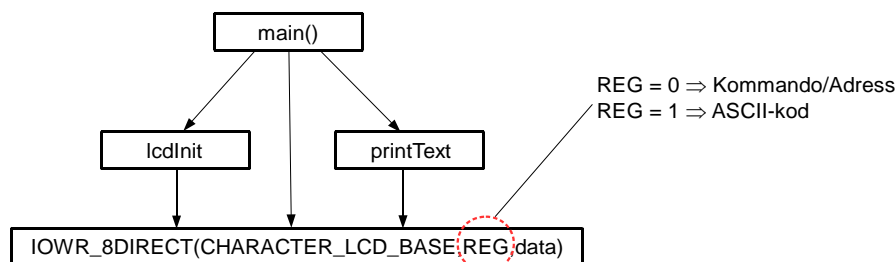 main()
REG = 0 ⇒ Kommando/Adress
REG = 1 ⇒ ASCII-kod
lcdInit
printText
IOWR_8DIRECT(CHARACTER_LCD_BASE,REG,data)